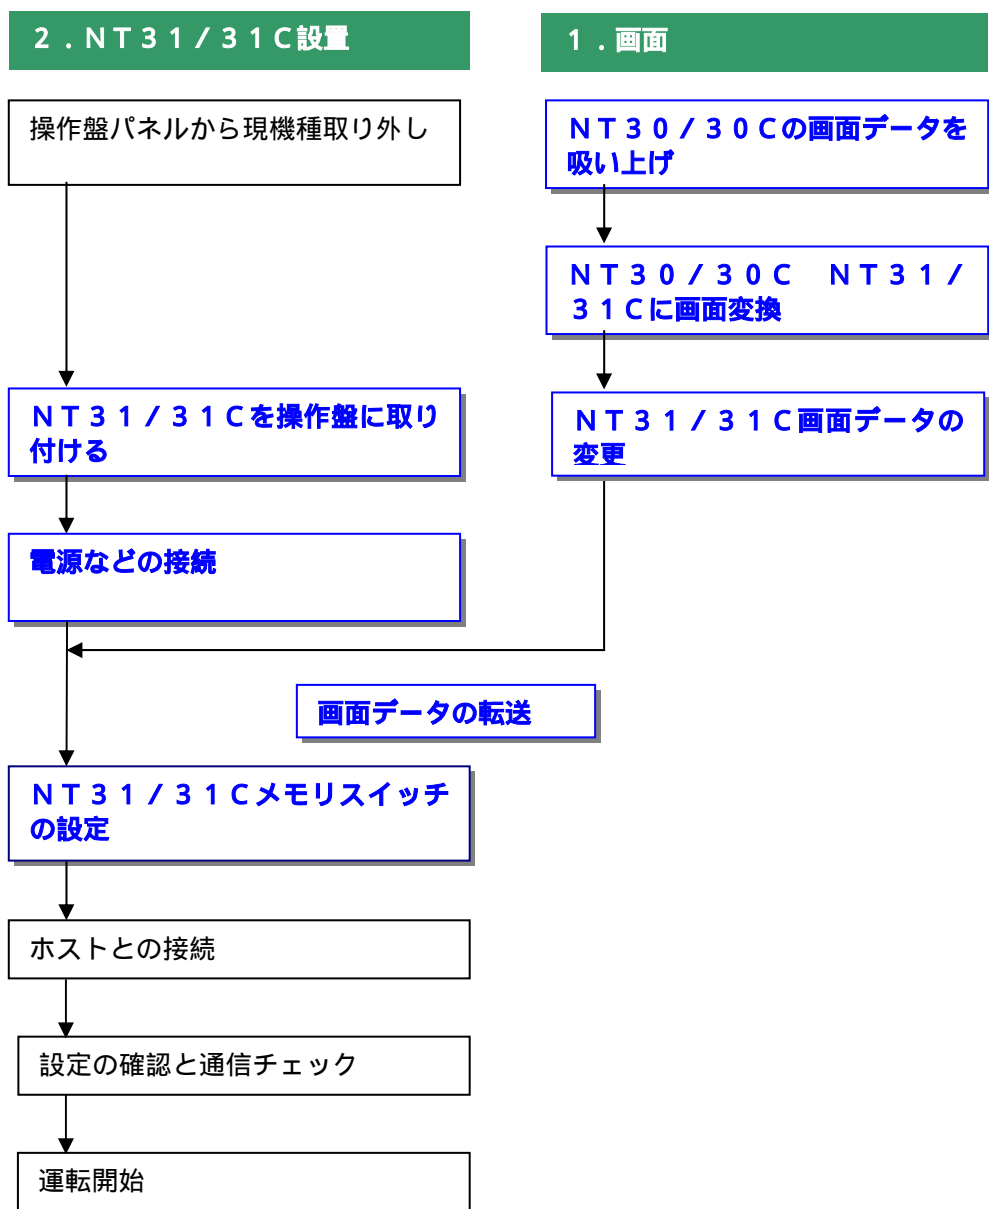 ２．ＮＴ３１／３１Ｃ設置
操作盤パネルから現機種取り外し
ＮＴ３１／３１Ｃを操作盤に取り
付ける
電源などの接続
１．画面
ＮＴ３０／３０Ｃの画面データを
吸い上げ
ＮＴ３０／３０Ｃ　ＮＴ３１／
３１Ｃに画面変換
ＮＴ３１／３１Ｃ画面データの
変更
画面データの転送
ＮＴ３１／３１Ｃメモリスイッチ
の設定
ホストとの接続
設定の確認と通信チェック
運転開始